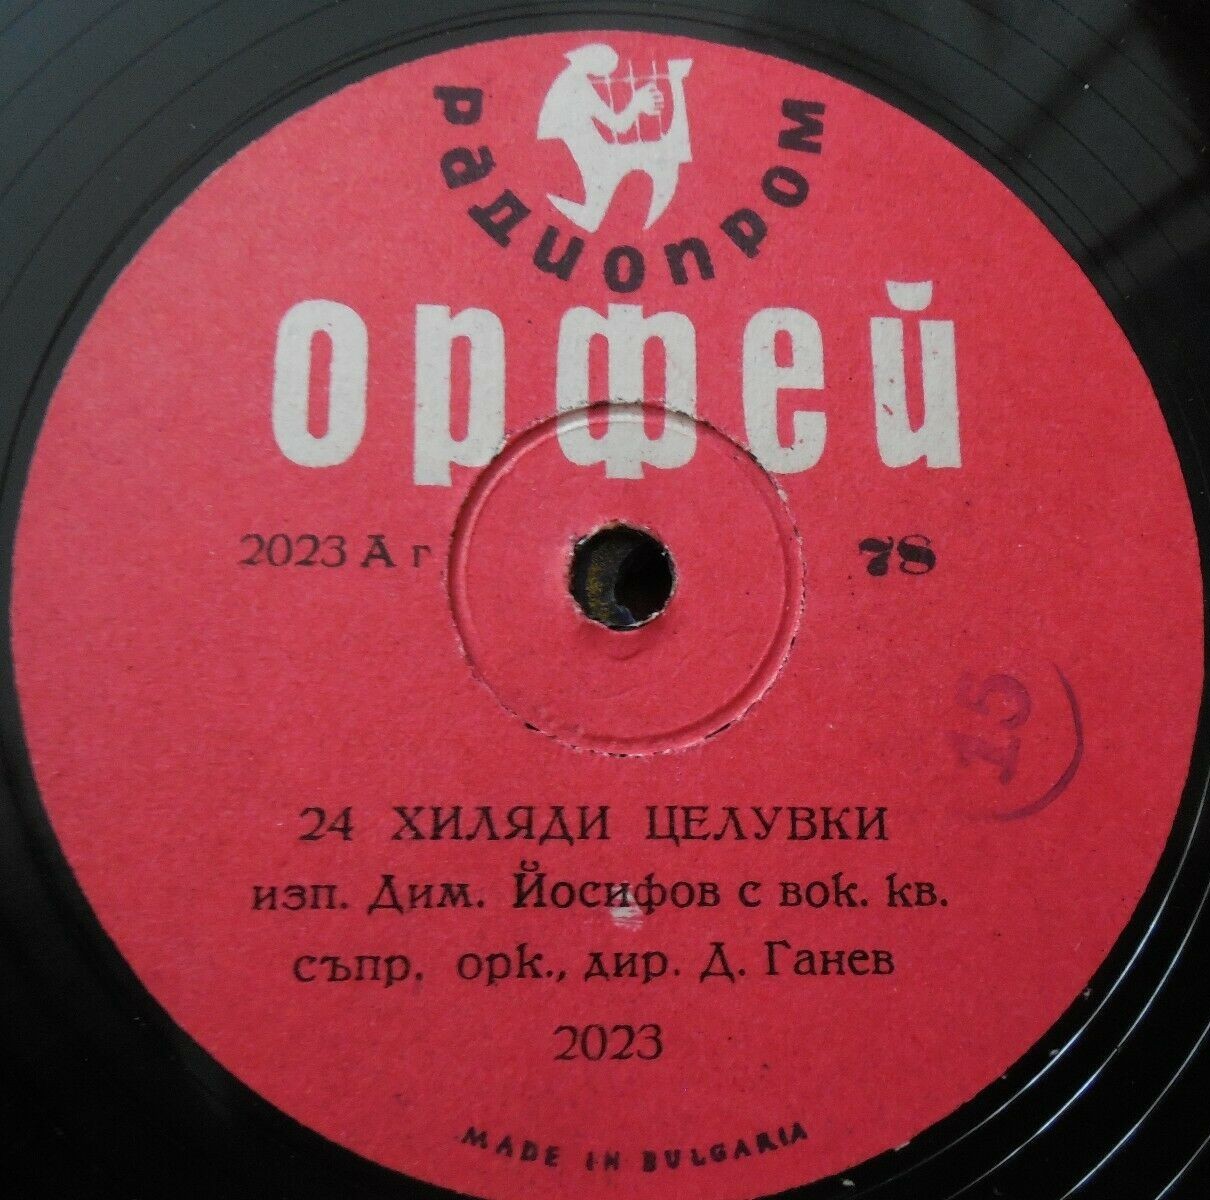 радиопром
орфей
2023 А г 78
15
24 ХИЛЯДИ ЦЕЛУВКИ
изп. Дим. Йосифов с вок. кв.
съпр. орк., дир. Д. Ганев
2023
MADE IN BULGARIA